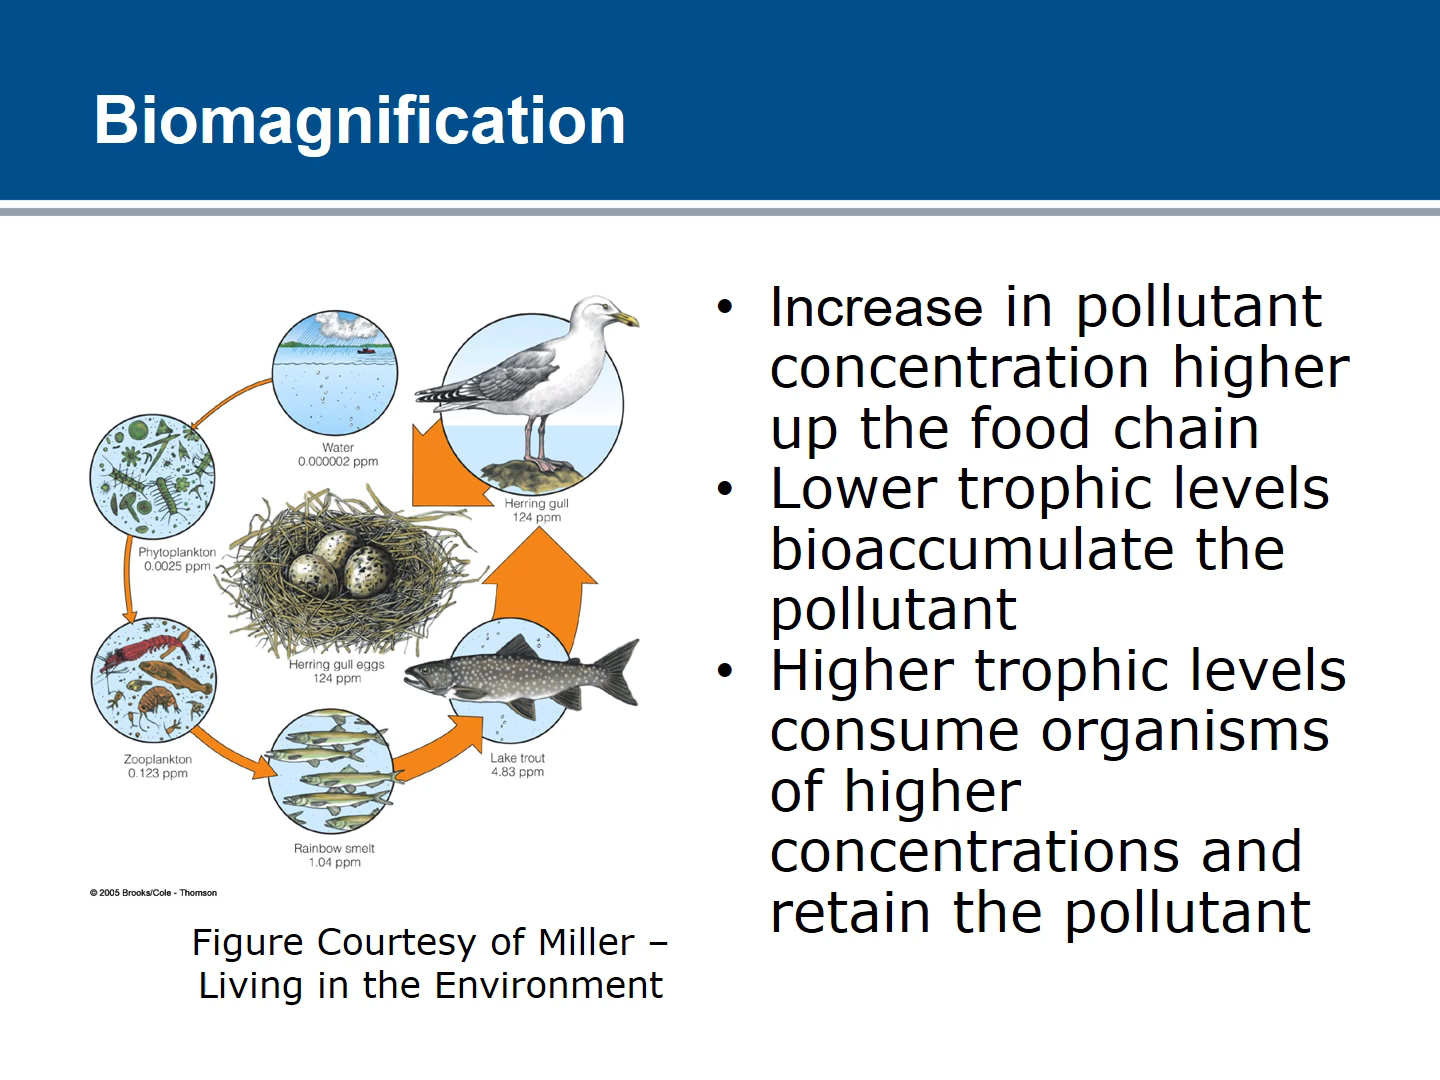 Biomagnification
Water
0.000002 ppm
Herring gull
124 ppm
Phytoplankton
0.0025 ppm
Herring gull eggs
124 ppm
Zooplankton
0.123 ppm
Lake trout
4.83 ppm
Rainbow smelt
1.04 ppm
© 2005 Brooks/Cole - Thomson
Figure Courtesy of Miller –
Living in the Environment
• Increase in pollutant
concentration higher
up the food chain
• Lower trophic levels
bioaccumulate the
pollutant
• Higher trophic levels
consume organisms
of higher
concentrations and
retain the pollutant